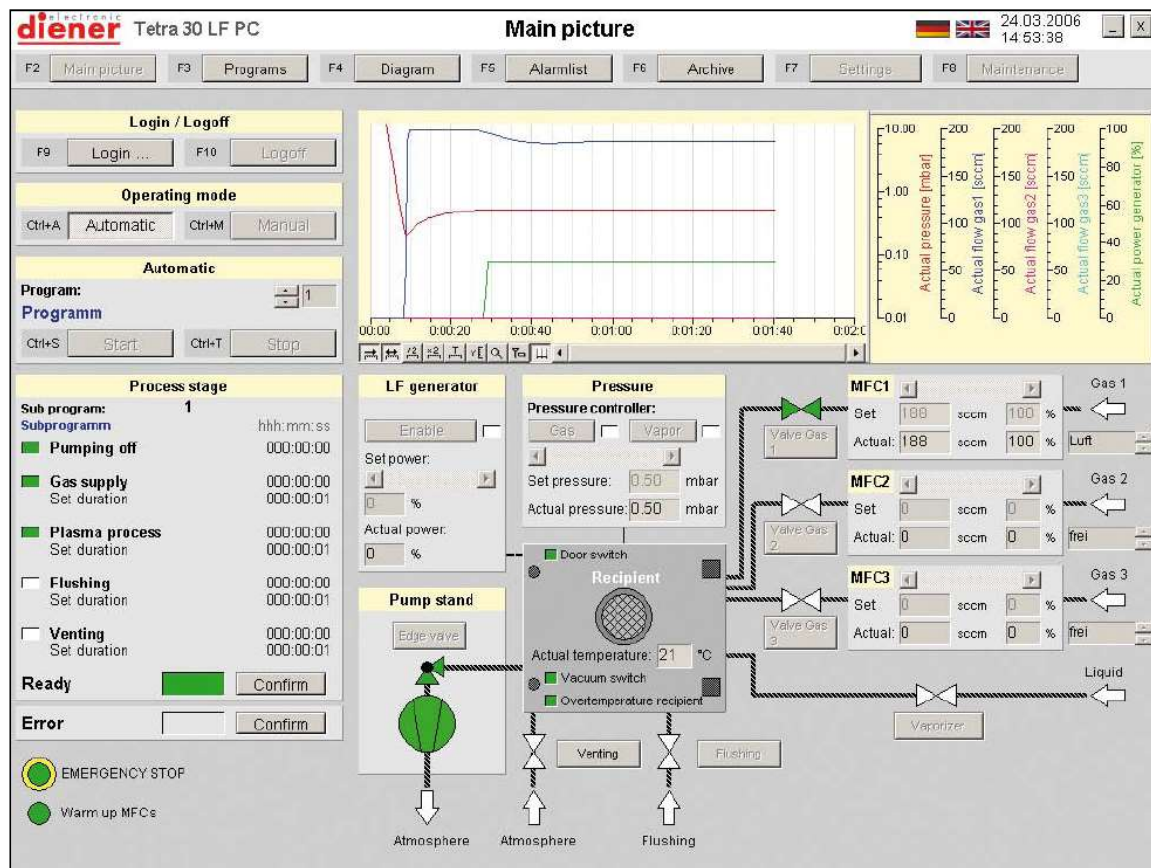 electronic
diener
Tetra 30 LF PC
Main picture
24.03.2006
14:53:38
_ X
F2 Main picture F3 Programs F4 Diagram F5 Alarmlist F6 Archive F7 Settings F8 Maintenance
Login / Logoff
F9 Login ... F10 Logoff
Operating mode
Ctrl+A Automatic Ctrl+M Manual
Automatic
Program:
1
Programm
Ctrl+S Start Ctrl+T Stop
00:00 0:00:20 0:00:40 0:01:00 0:01:20 0:01:40 0:02:0
10.00 1.00 0.10 0.01
Actual pressure [mbar]
200 150 100 50 0
Actual flow gas1 [sccm]
200 150 100 50 0
Actual flow gas2 [sccm]
200 150 100 50 0
Actual flow gas3 [sccm]
100 80 60 40 20 0
Actual power generator [%]
Process stage
Sub program: 1
Subprogramm hhh:mm:ss
Pumping off 000:00:00
Gas supply 000:00:00
Set duration 000:00:01
Plasma process 000:00:00
Set duration 000:00:01
Flushing 000:00:00
Set duration 000:00:01
Venting 000:00:00
Set duration 000:00:01
Ready Confirm
Error Confirm
EMERGENCY STOP
Warm up MFCs
LF generator
Enable
Set power:
0 %
Actual power:
0 %
Pressure
Pressure controller:
Gas Vapor
Set pressure: 0.50 mbar
Actual pressure: 0.50 mbar
Pump stand
Edge valve
Door switch
Recipient
Actual temperature: 21 °C
Vacuum switch
Overtemperature recipient
Venting
Flushing
Atmosphere
Atmosphere
Flushing
Valve Gas
1
MFC1
Set 188 sccm 100 %
Actual: 188 sccm 100 %
Gas 1
Luft
Valve Gas
2
MFC2
Set 0 sccm 0 %
Actual: 0 sccm 0 %
Gas 2
frei
Valve Gas
3
MFC3
Set 0 sccm 0 %
Actual: 0 sccm 0 %
Gas 3
frei
Liquid
Vaporizer